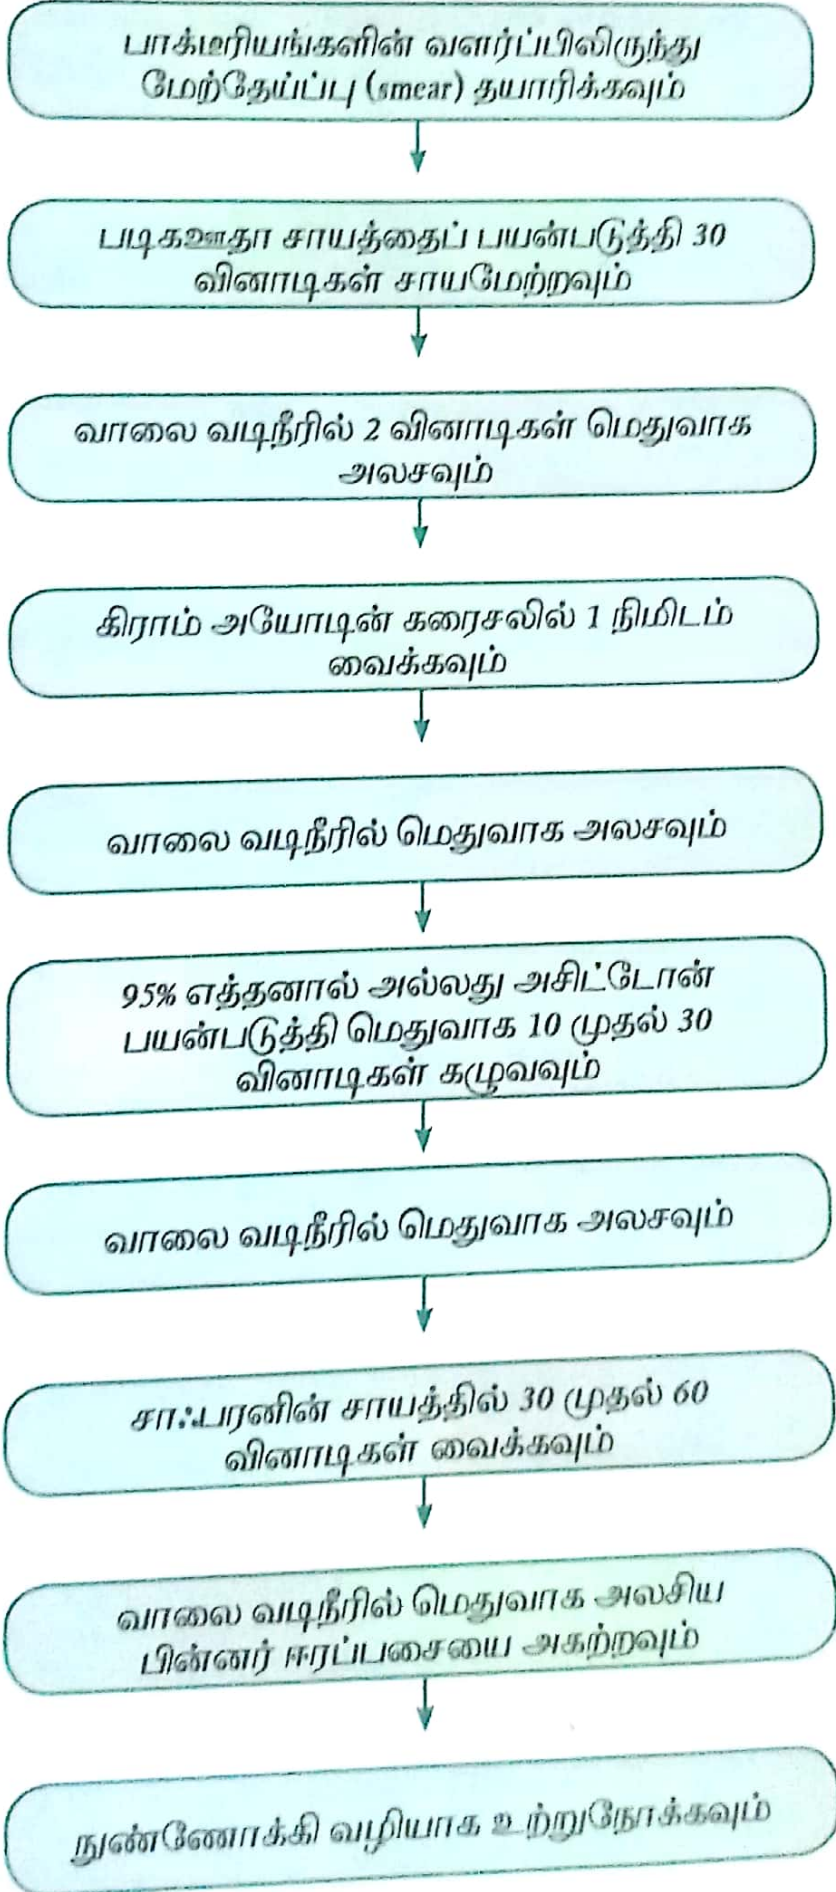 பாக்டீரியங்களின் வளர்ப்பிலிருந்து
மேற்தேய்ப்பு (smear) தயாரிக்கவும்
படிகஊதா சாயத்தைப் பயன்படுத்தி 30
வினாடிகள் சாயமேற்றவும்
வாலை வடிநீரில் 2 வினாடிகள் மெதுவாக
அலசவும்
கிராம் அயோடின் கரைசலில் 1 நிமிடம்
வைக்கவும்
வாலை வடிநீரில் மெதுவாக அலசவும்
95% எத்தனால் அல்லது அசிட்டோன்
பயன்படுத்தி மெதுவாக 10 முதல் 30
வினாடிகள் கழுவவும்
வாலை வடிநீரில் மெதுவாக அலசவும்
சாஃபரனின் சாயத்தில் 30 முதல் 60
வினாடிகள் வைக்கவும்
வாலை வடிநீரில் மெதுவாக அலசிய
பின்னர் ஈரப்பசையை அகற்றவும்
நுண்ணோக்கி வழியாக உற்றுநோக்கவும்